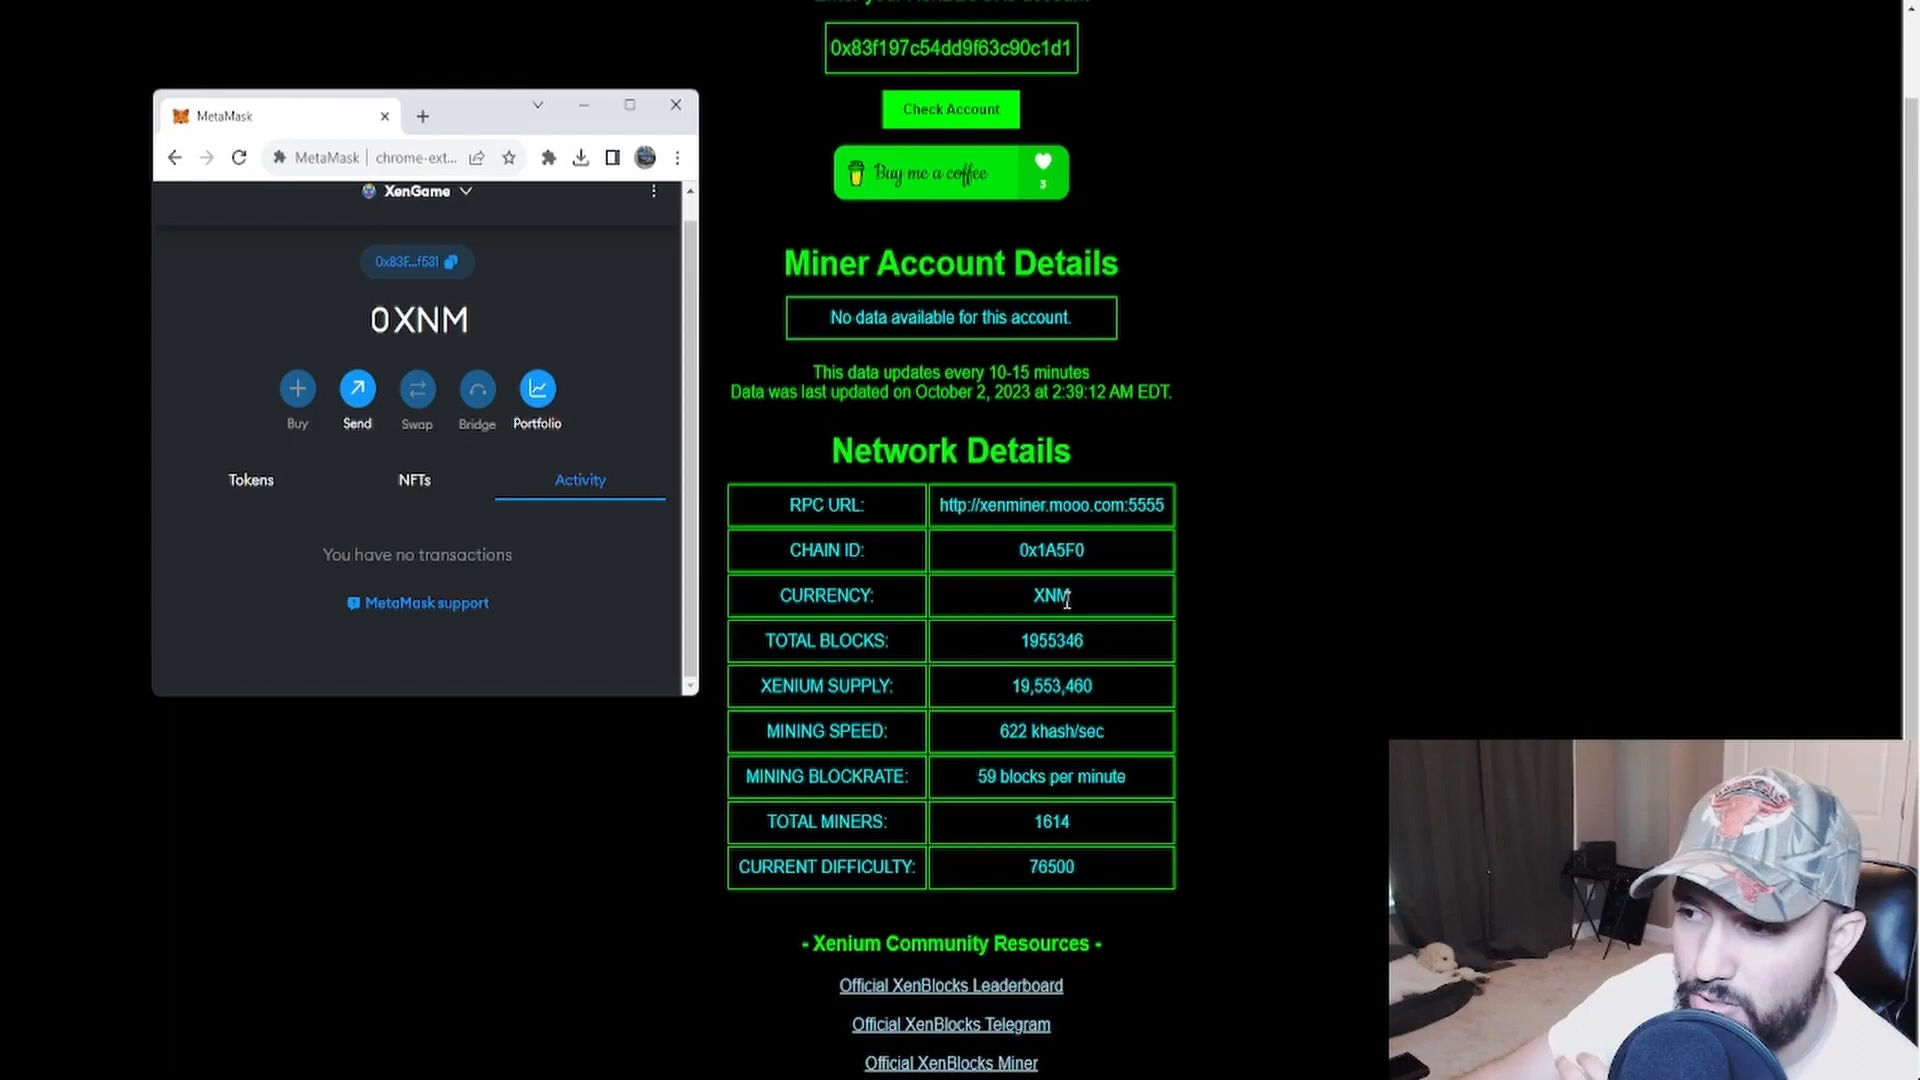 0x83f197c54dd9f63c90c1d1
Check Account
Buy me a coffee
3
Miner Account Details
No data available for this account.
This data updates every 10-15 minutes
Data was last updated on October 2, 2023 at 2:39:12 AM EDT.
Network Details
RPC URL: http://xenminer.mooo.com:5555
CHAIN ID: 0x1A5F0
CURRENCY: XNM
TOTAL BLOCKS: 1955346
XENIUM SUPPLY: 19,553,460
MINING SPEED: 622 khash/sec
MINING BLOCKRATE: 59 blocks per minute
TOTAL MINERS: 1614
CURRENT DIFFICULTY: 76500
- Xenium Community Resources -
Official XenBlocks Leaderboard
Official XenBlocks Telegram
Official XenBlocks Miner
MetaMask
MetaMask chrome-ext...
XenGame
0x83F...f531
0 XNM
Buy Send Swap Bridge Portfolio
Tokens NFTs Activity
You have no transactions
MetaMask support